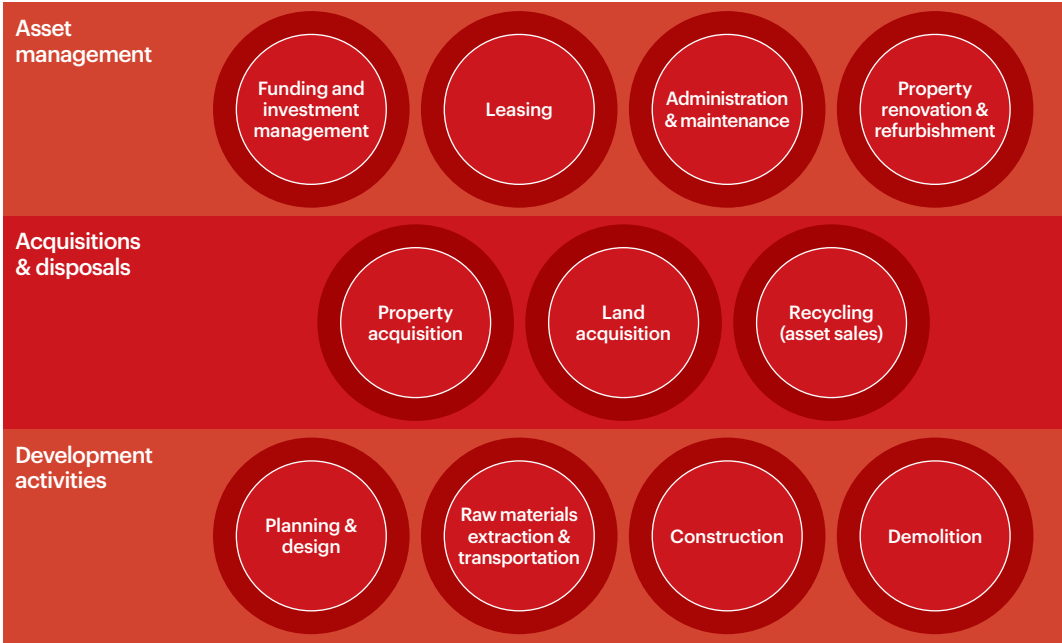 Asset
management
Funding and
investment
management
Leasing
Administration
& maintenance
Property
renovation &
refurbishment
Acquisitions
& disposals
Property
acquisition
Land
acquisition
Recycling
(asset sales)
Development
activities
Planning &
design
Raw materials
extraction &
transportation
Construction
Demolition